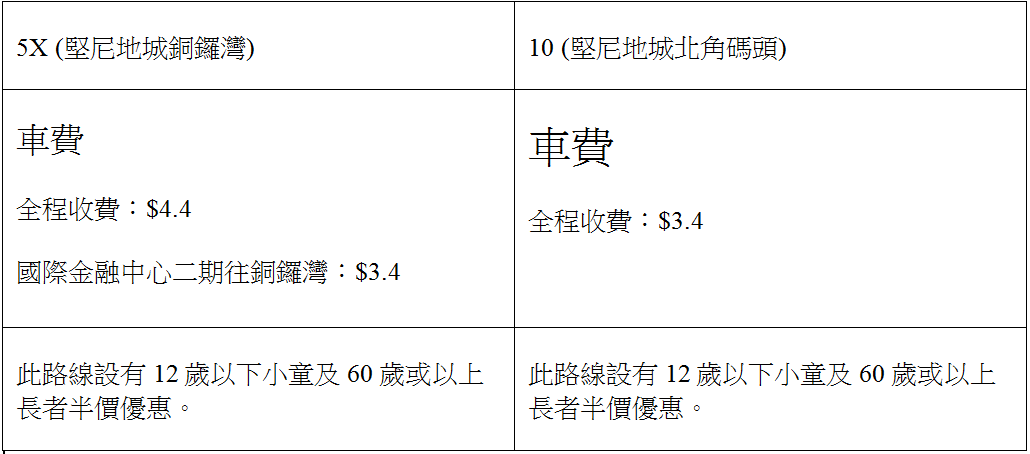 5X (堅尼地城銅鑼灣)
10 (堅尼地城北角碼頭)
車費
全程收費：$4.4
國際金融中心二期往銅鑼灣：$3.4
車費
全程收費：$3.4
此路線設有 12 歲以下小童及 60 歲或以上
長者半價優惠。
此路線設有 12 歲以下小童及 60 歲或以上
長者半價優惠。